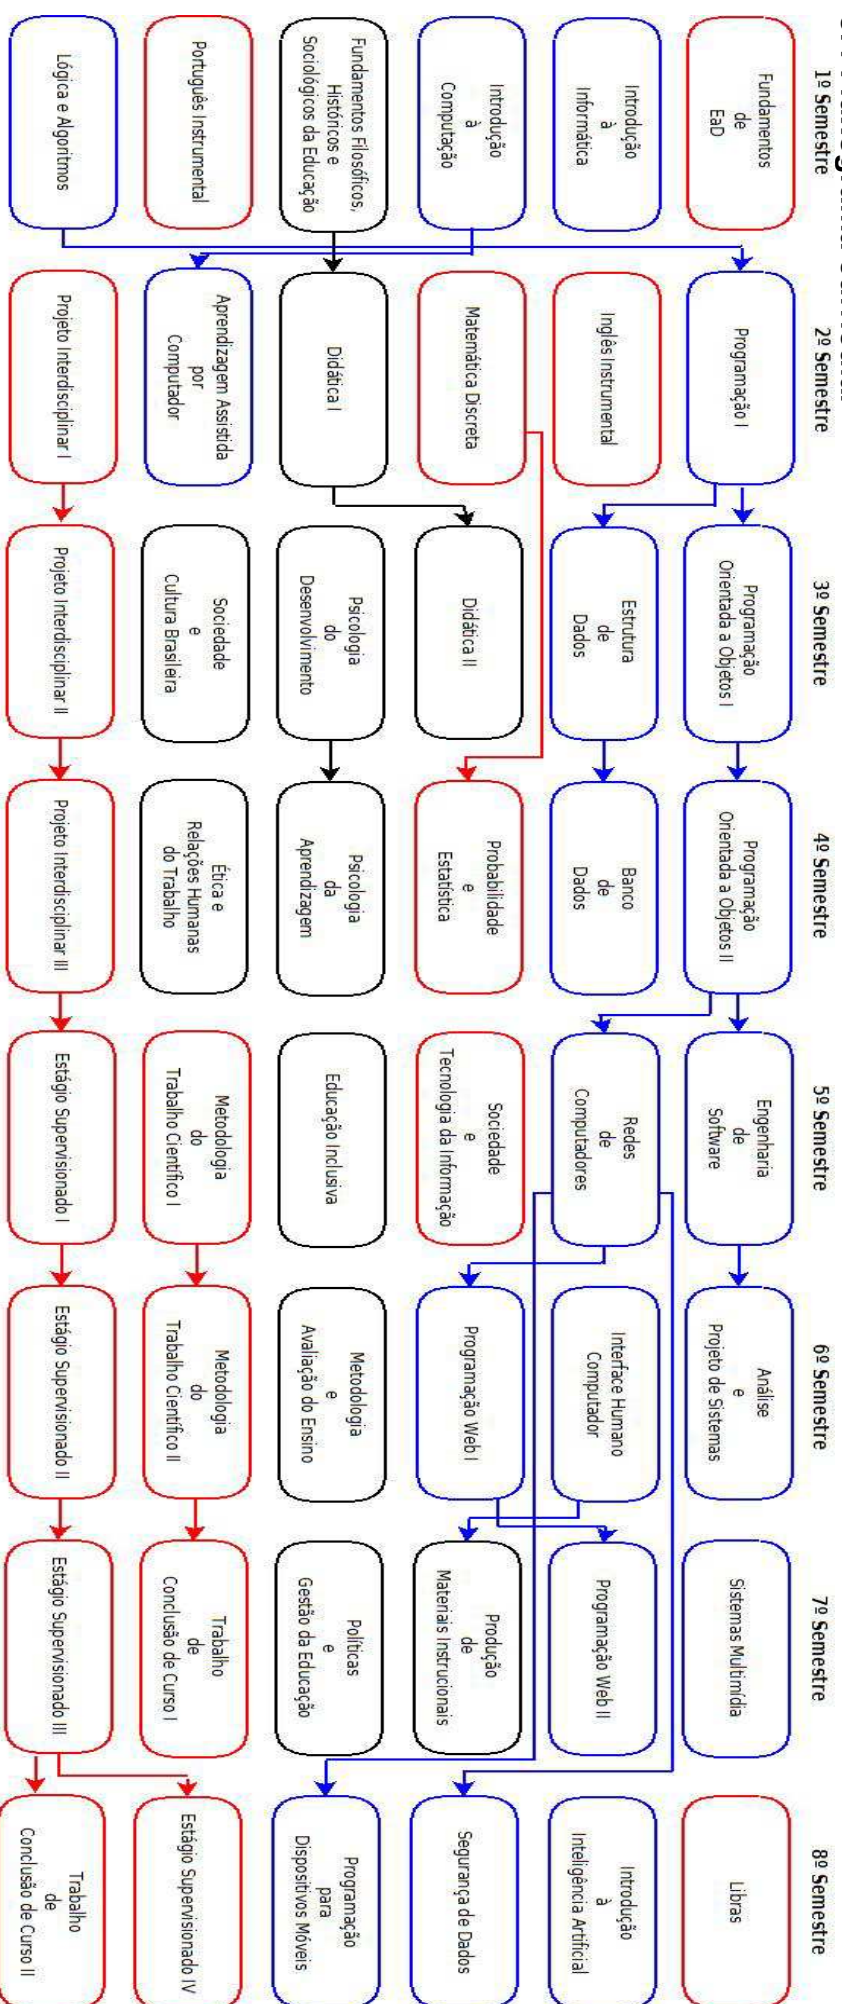 1º Semestre
Fundamentos
de
EaD
Introdução
à
Informática
Introdução
à
Computação
Fundamentos Filosóficos,
Históricos e
Sociológicos da Educação
Português Instrumental
Lógica e Algoritmos
2º Semestre
Programação I
Inglês Instrumental
Matemática Discreta
Didática I
Aprendizagem Assistida
por
Computador
Projeto Interdisciplinar I
3º Semestre
Programação
Orientada a Objetos I
Estrutura
de
Dados
Didática II
Psicologia
do
Desenvolvimento
Sociedade
e
Cultura Brasileira
Projeto Interdisciplinar II
4º Semestre
Programação
Orientada a Objetos II
Banco
de
Dados
Probabilidade
e
Estatística
Psicologia
da
Aprendizagem
Ética e
Relações Humanas
do Trabalho
Projeto Interdisciplinar III
5º Semestre
Engenharia
de
Software
Redes
de
Computadores
Sociedade
e
Tecnologia da Informação
Educação Inclusiva
Metodologia
do
Trabalho Científico I
Estágio Supervisionado I
6º Semestre
Análise
e
Projeto de Sistemas
Interface Humano
Computador
Programação Web I
Metodologia
e
Avaliação do Ensino
Metodologia
do
Trabalho Científico II
Estágio Supervisionado II
7º Semestre
Sistemas Multimídia
Programação Web II
Produção
de
Materiais Instrucionais
Políticas
e
Gestão da Educação
Trabalho
de
Conclusão de Curso I
Estágio Supervisionado III
8º Semestre
Libras
Introdução
à
Inteligência Artificial
Segurança de Dados
Programação
para
Dispositivos Móveis
Estágio Supervisionado IV
Trabalho
de
Conclusão de Curso II